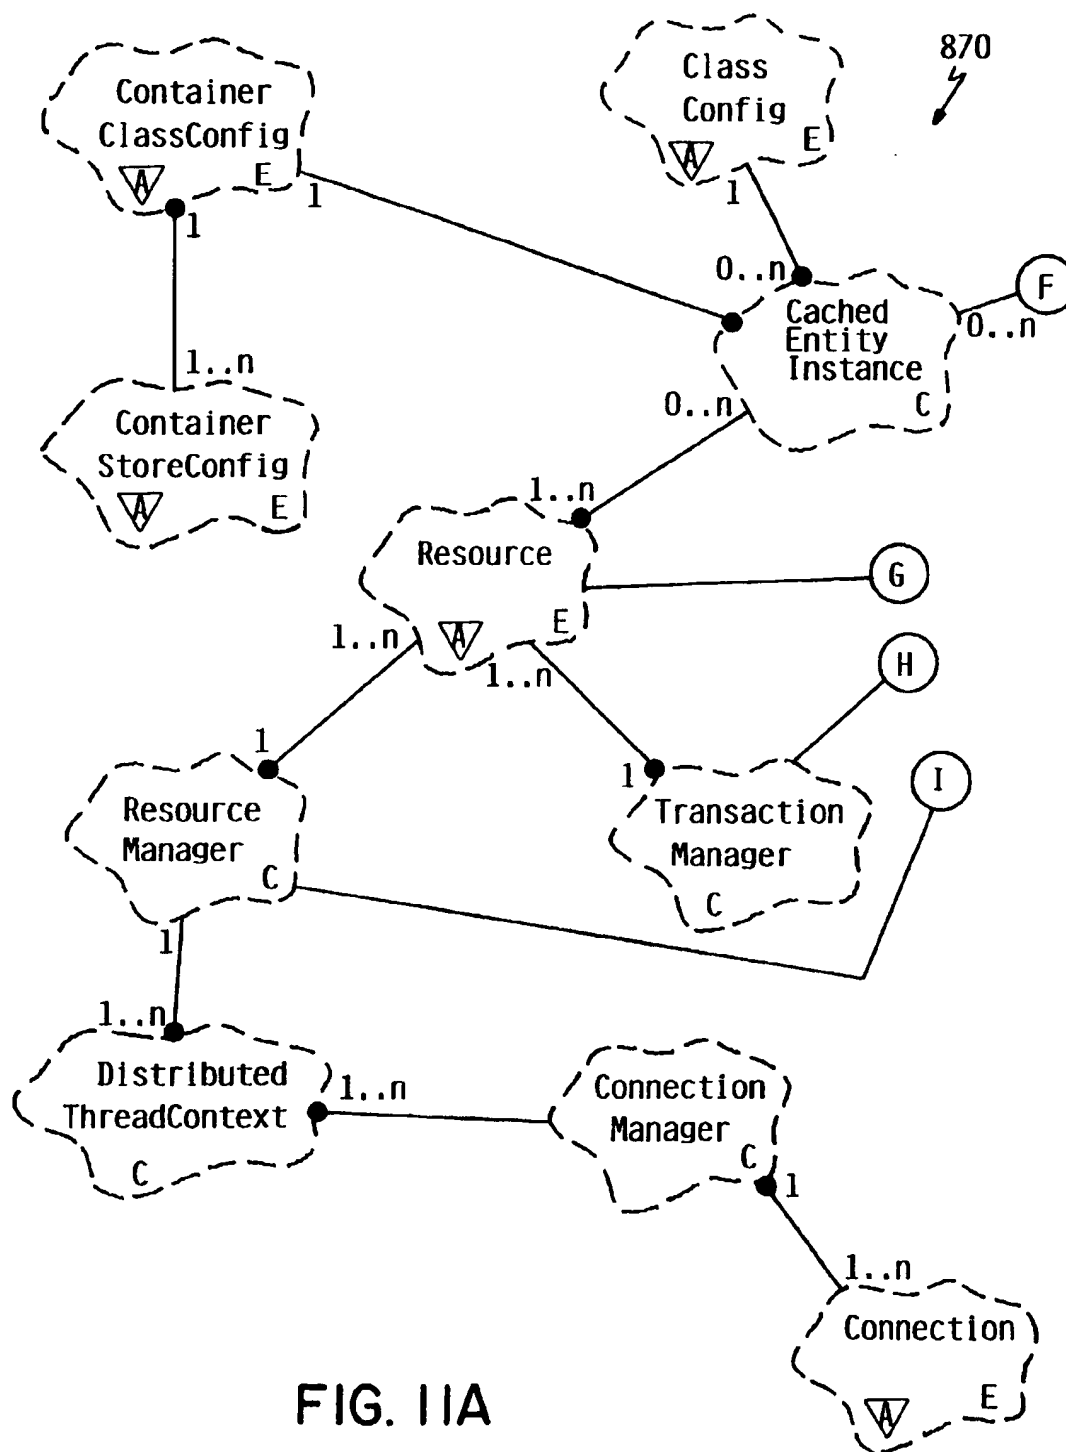 870
Container
ClassConfig
A
E
1
1
Class
Config
A
E
1
0..n
Cached
Entity
Instance
C
F
0..n
0..n
1..n
Container
StoreConfig
A
E
1..n
Resource
A
E
G
1..n
1..n
H
1
Resource
Manager
C
1
1
Transaction
Manager
C
I
1..n
Distributed
ThreadContext
C
1..n
Connection
Manager
C
1
1..n
Connection
A
E
FIG. 11A